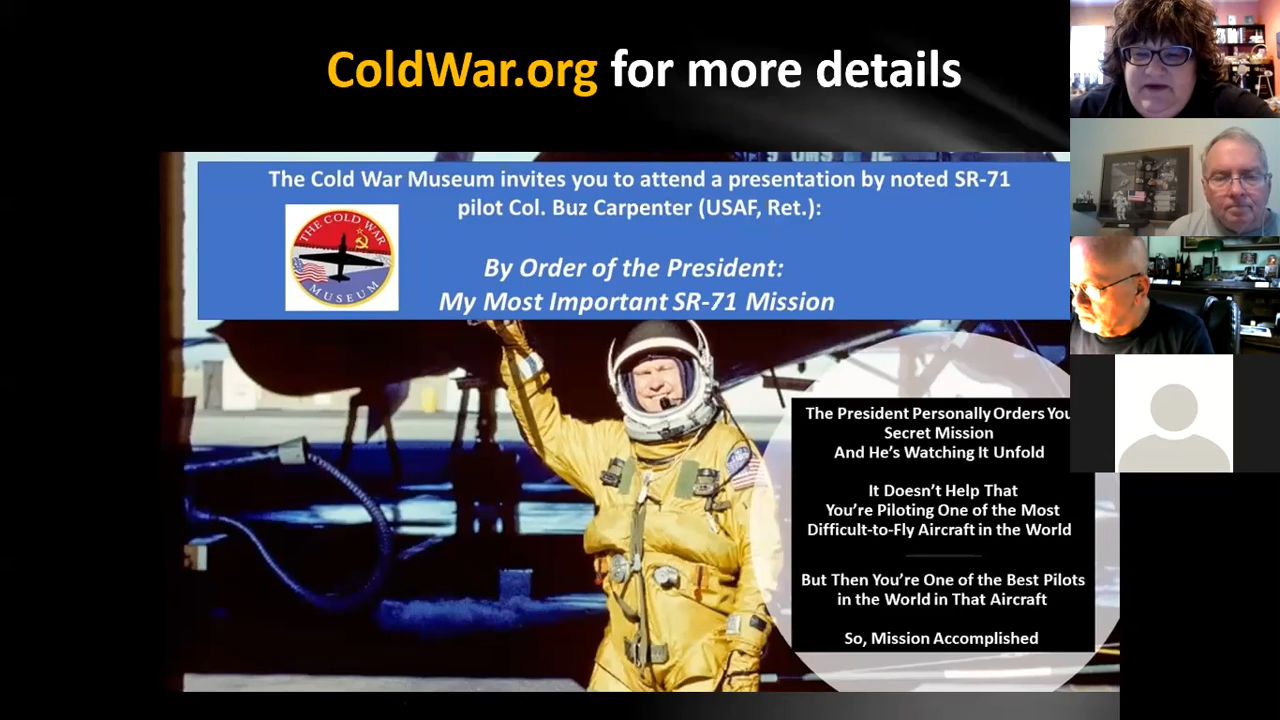 ColdWar.org for more details
The Cold War Museum invites you to attend a presentation by noted SR-71
pilot Col. Buz Carpenter (USAF, Ret.):
THE COLD WAR
MUSEUM
By Order of the President:
My Most Important SR-71 Mission
The President Personally Orders You
Secret Mission
And He's Watching It Unfold
It Doesn't Help That
You're Piloting One of the Most
Difficult-to-Fly Aircraft in the World
But Then You're One of the Best Pilots
in the World in That Aircraft
So, Mission Accomplished